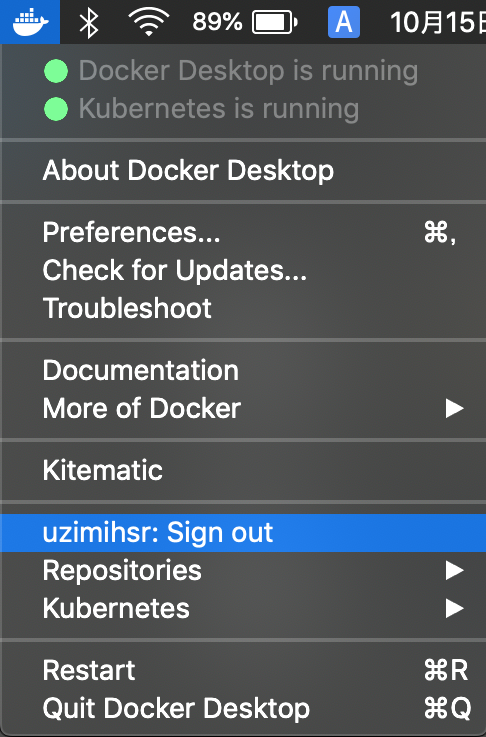 89% A 10月15日
Docker Desktop is running
Kubernetes is running
About Docker Desktop
Preferences... ⌘,
Check for Updates...
Troubleshoot
Documentation
More of Docker ▶
Kitematic
uzimihsr: Sign out
Repositories ▶
Kubernetes ▶
Restart ⌘R
Quit Docker Desktop ⌘Q